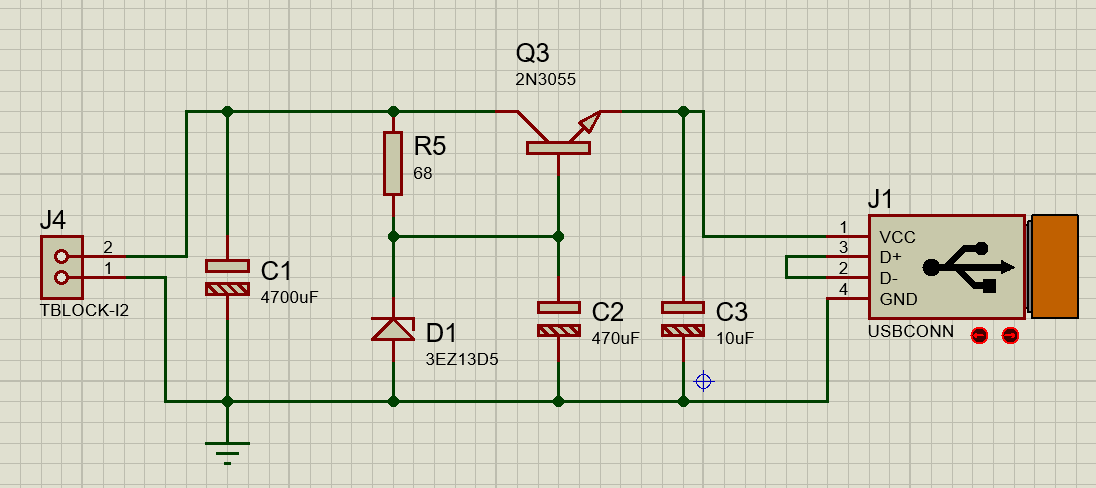 Q3
2N3055
R5
68
J4
2
1
TBLOCK-I2
C1
4700uF
D1
3EZ13D5
C2
470uF
C3
10uF
J1
1
VCC
3
D+
2
D-
4
GND
USBCONN